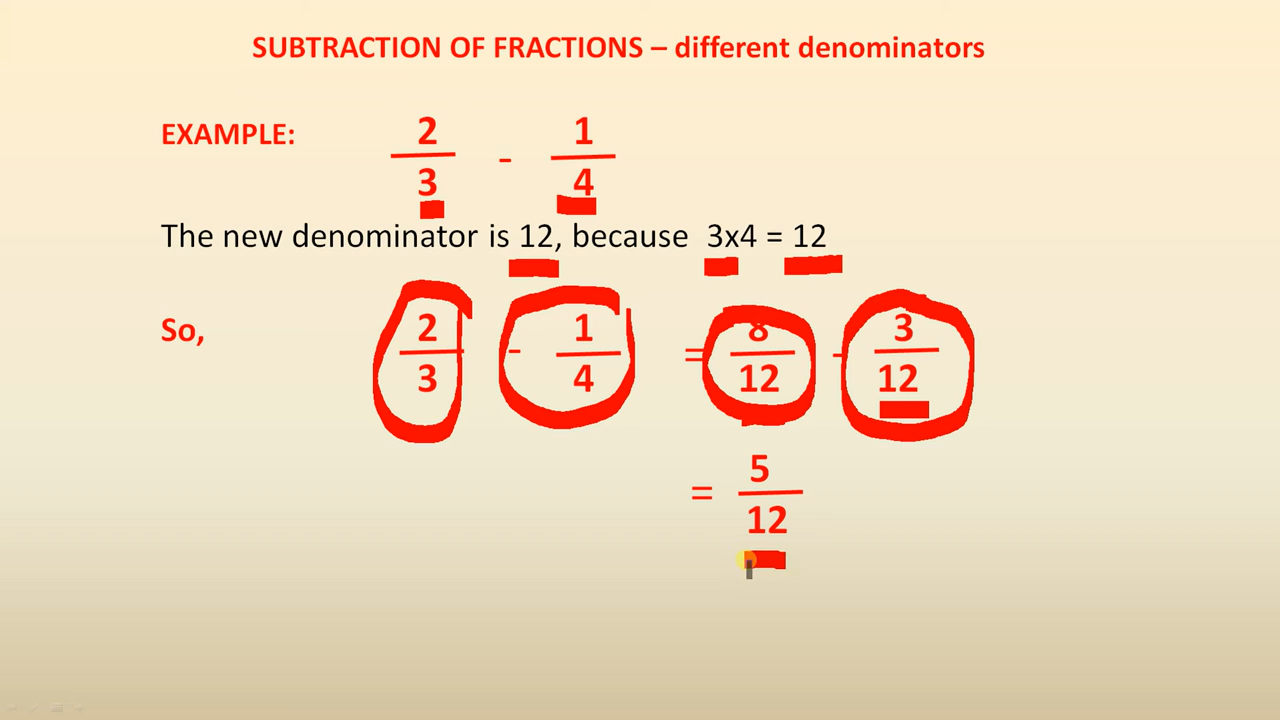 SUBTRACTION OF FRACTIONS – different denominators
EXAMPLE:
2/3 - 1/4
The new denominator is 12, because 3x4 = 12
So,
2/3 - 1/4 = 8/12 - 3/12
= 5/12